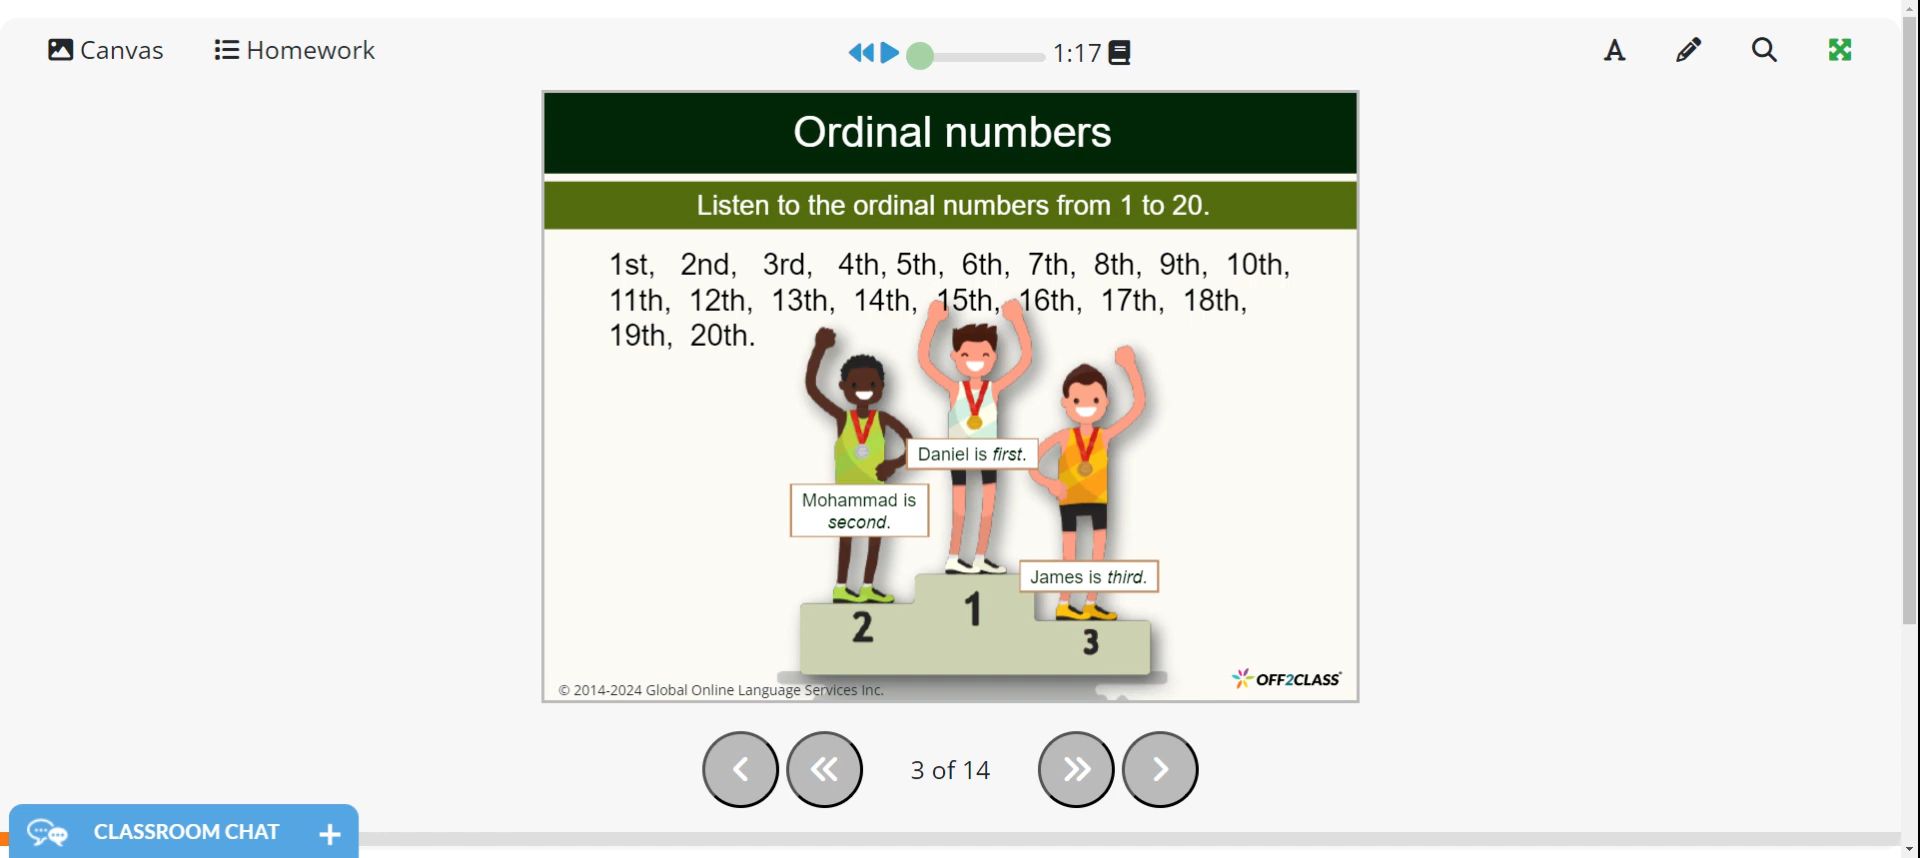 Canvas
Homework
1:17
A
Ordinal numbers
Listen to the ordinal numbers from 1 to 20.
1st, 2nd, 3rd, 4th, 5th, 6th, 7th, 8th, 9th, 10th,
11th, 12th, 13th, 14th, 15th, 16th, 17th, 18th,
19th, 20th.
Daniel is first.
Mohammad is
second.
James is third.
2
1
3
© 2014-2024 Global Online Language Services Inc.
OFF2CLASS
3 of 14
CLASSROOM CHAT +